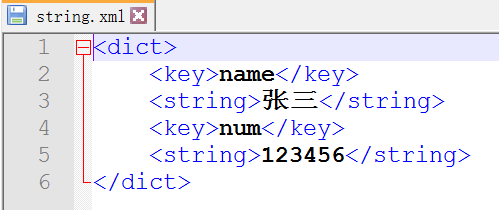 string.xml
1 <dict>
2 <key>name</key>
3 <string>张三</string>
4 <key>num</key>
5 <string>123456</string>
6 </dict>